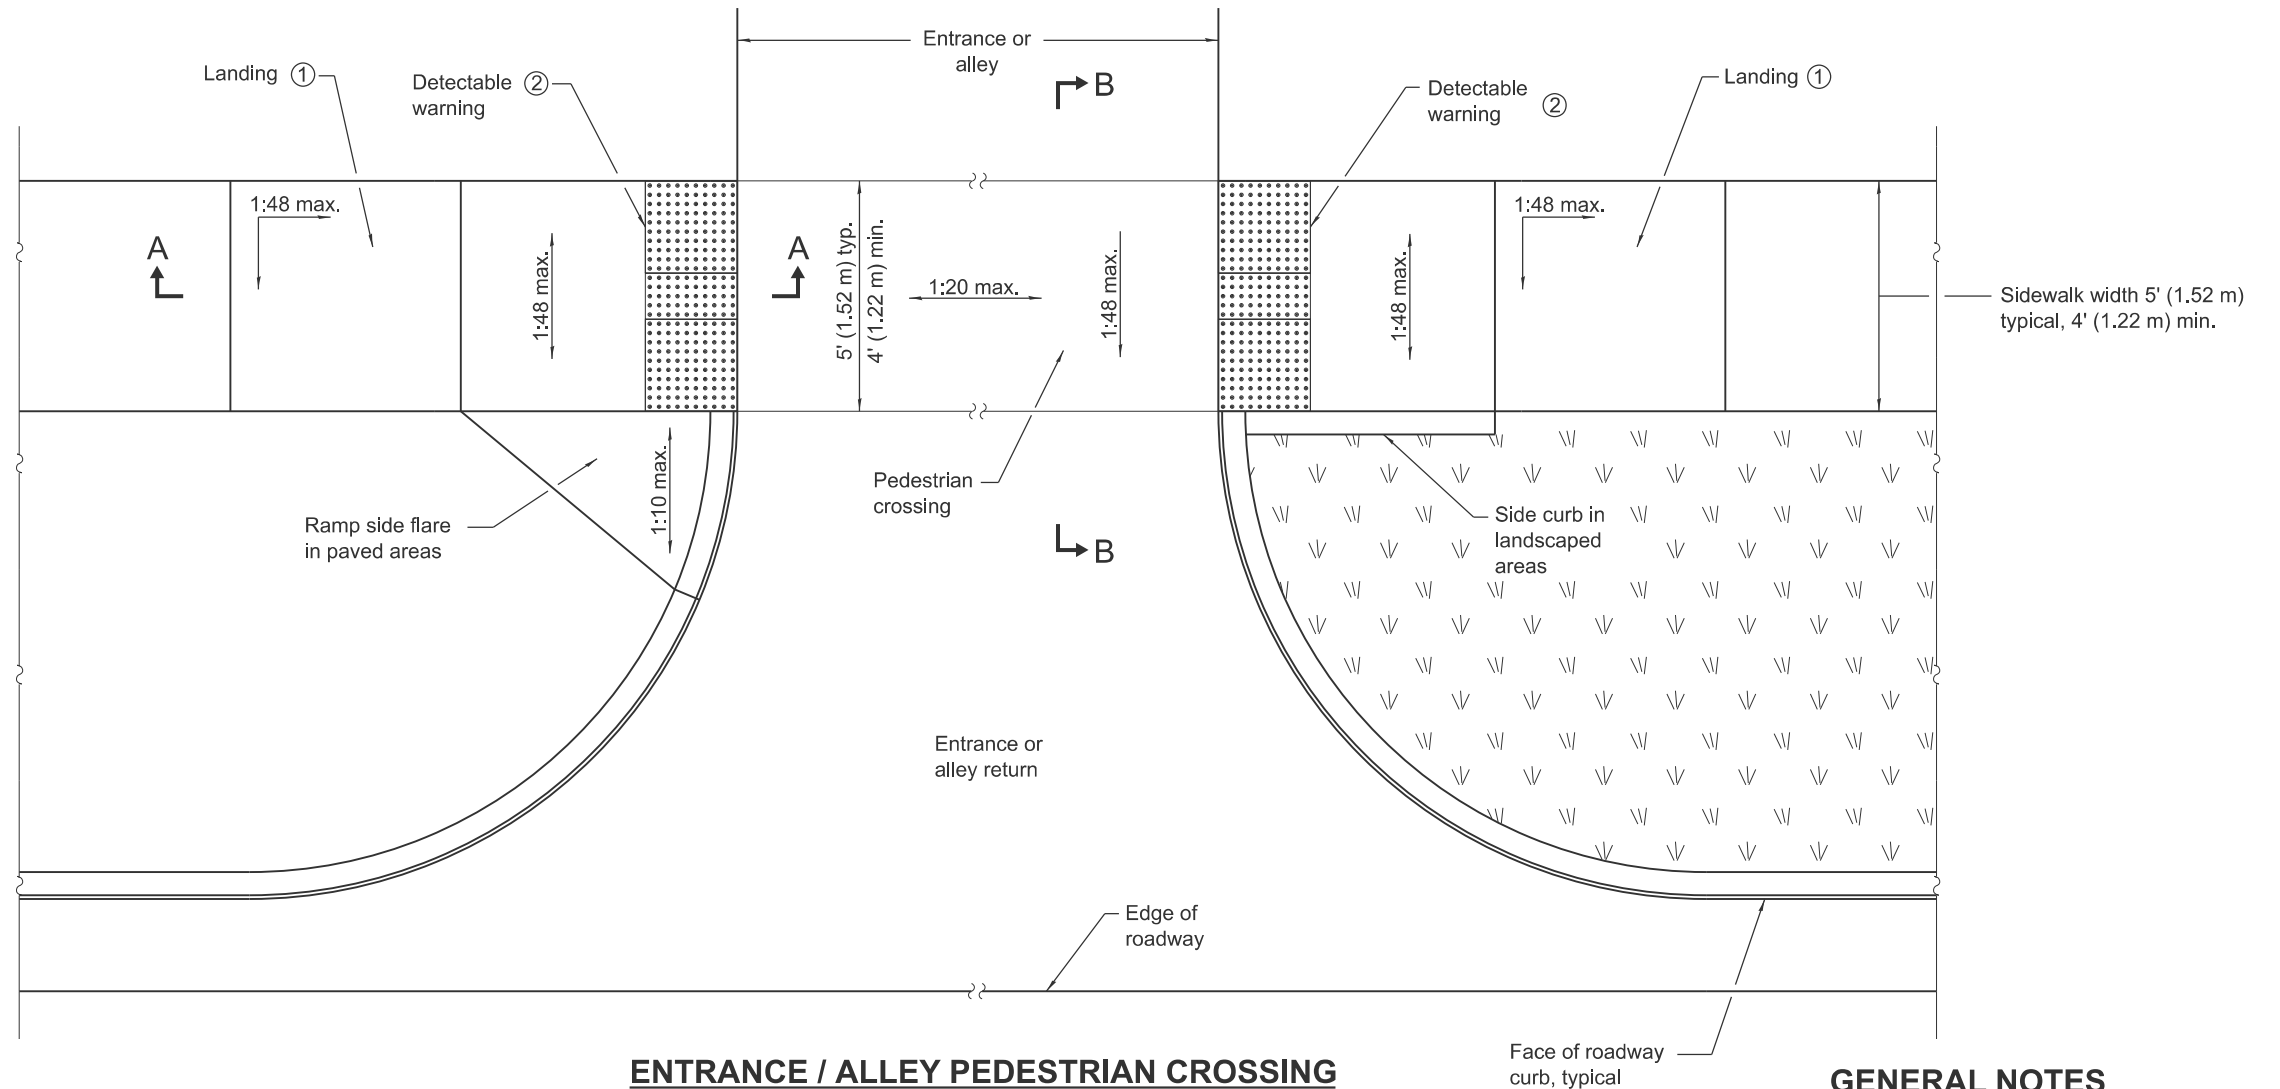 Entrance or
alley
Landing ①
Detectable ②
warning
B
Detectable
warning ②
Landing ①
1:48 max.
1:48 max.
A
A
1:48 max.
5' (1.52 m) typ.
4' (1.22 m) min.
1:20 max.
1:48 max.
1:48 max.
Sidewalk width 5' (1.52 m)
typical, 4' (1.22 m) min.
1:10 max.
Pedestrian
crossing
Ramp side flare
in paved areas
B
Side curb in
landscaped
areas
Entrance or
alley return
Edge of
roadway
Face of roadway
curb, typical
ENTRANCE / ALLEY PEDESTRIAN CROSSING
GENERAL NOTES